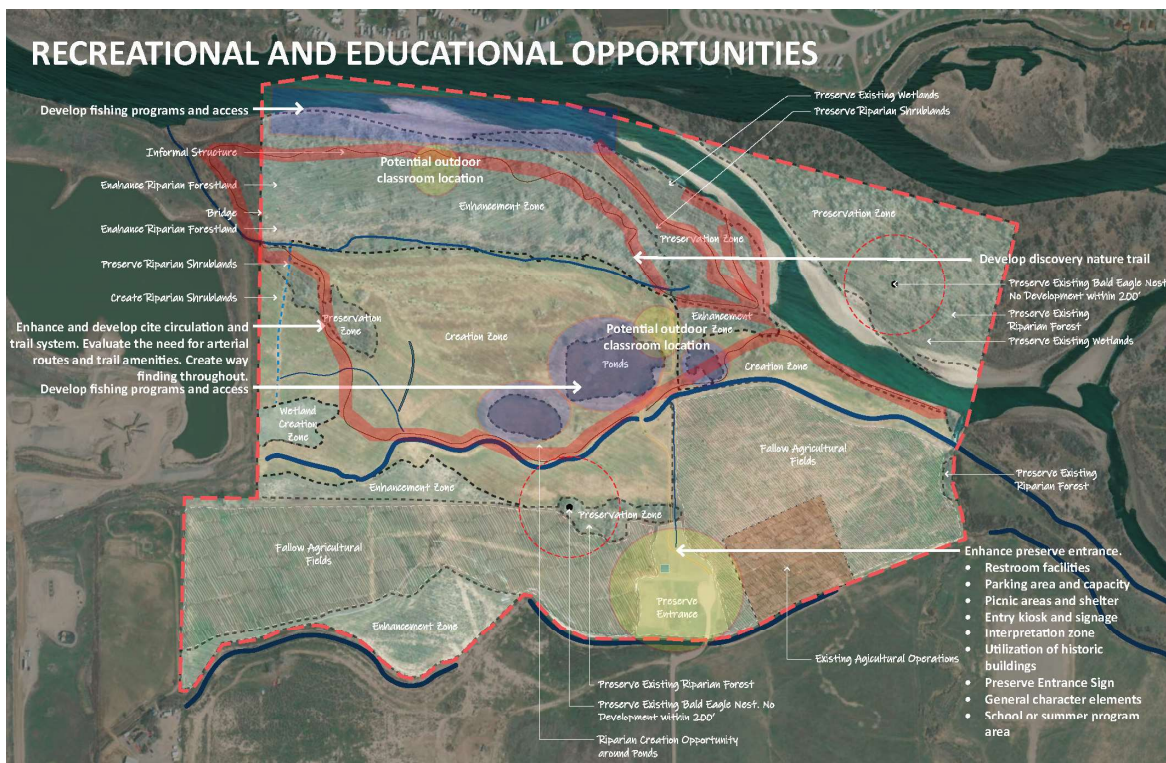 RECREATIONAL AND EDUCATIONAL OPPORTUNITIES
Develop fishing programs and access
Informal Structure
Enahance Riparian Forestland
Bridge
Enahance Riparian Forestland
Preserve Riparian Shrublands
Create Riparian Shrublands
Enhance and develop cite circulation and
trail system. Evaluate the need for arterial
routes and trail amenities. Create way
finding throughout.
Develop fishing programs and access
Potential outdoor
classroom location
Enhancement Zone
Preserve Existing Wetlands
Preserve Riparian Shrublands
Preservation Zone
Preservation Zone
Develop discovery nature trail
Preserve Existing Bald Eagle Nest
No Development within 200'
Preserve Existing
Riparian Forest
Preserve Existing Wetlands
Preservation
Zone
Creation Zone
Enhancement
Zone
Potential outdoor
classroom location
Ponds
Creation Zone
Wetland
Creation
Zone
Enhancement Zone
Fallow Agricultural
Fields
Preserve Existing
Riparian Forest
Preservation Zone
Fallow Agricultural
Fields
Enhancement Zone
Preserve
Entrance
Enhance preserve entrance.
• Restroom facilities
• Parking area and capacity
• Picnic areas and shelter
• Entry kiosk and signage
• Interpretation zone
• Utilization of historic
buildings
• Preserve Entrance Sign
• General character elements
• School or summer program
area
Existing Agicultural Operations
Preserve Existing Riparian Forest
Preserve Existing Bald Eagle Nest. No
Development within 200'
Riparian Creation Opportunity
around Ponds